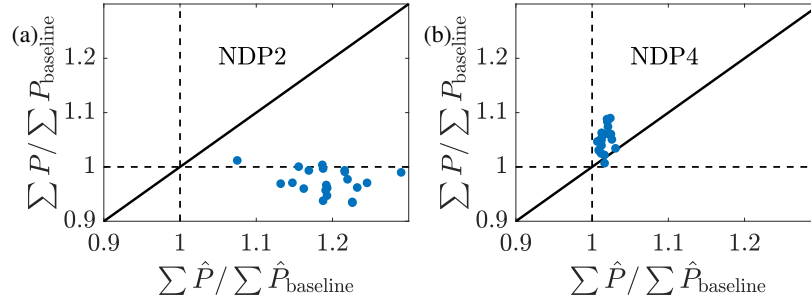 (a)
NDP2
1.2
1.1
1
0.9
∑ P / ∑ P_baseline
0.9
1
1.1
1.2
∑ P̂ / ∑ P̂_baseline
(b)
NDP4
1.2
1.1
1
0.9
∑ P / ∑ P_baseline
0.9
1
1.1
1.2
∑ P̂ / ∑ P̂_baseline